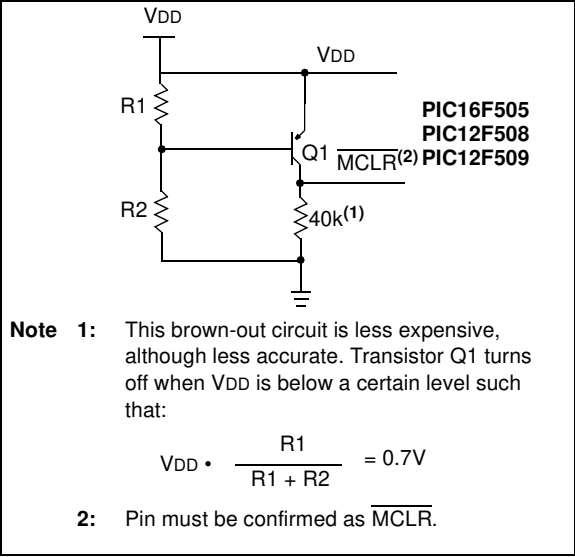 VDD
VDD
R1
PIC16F505
PIC12F508
Q1 MCLR(2) PIC12F509
R2
40k(1)
Note 1: This brown-out circuit is less expensive,
although less accurate. Transistor Q1 turns
off when VDD is below a certain level such
that:
VDD • R1 / R1 + R2 = 0.7V
2: Pin must be confirmed as MCLR.